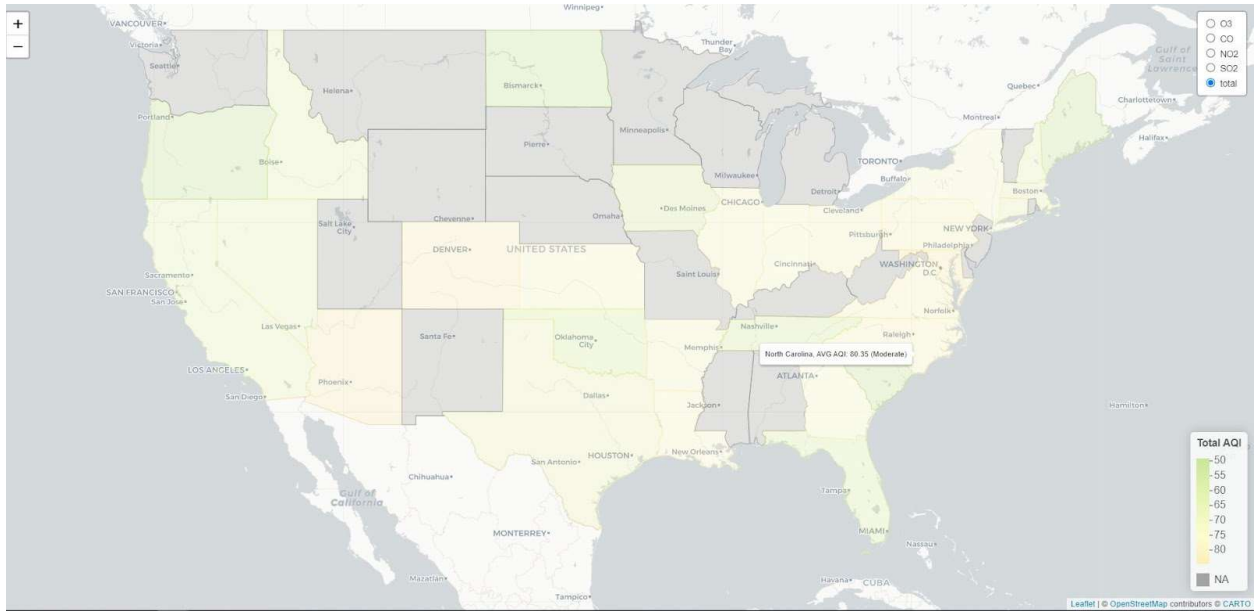 +
−
O3
CO
NO2
SO2
total
Winnipeg
VANCOUVER
Victoria
Seattle
Thunder Bay
Gulf of Saint Lawrence
Helena
Bismarck
Quebec
Charlottetown
Portland
Montreal
Minneapolis
Halifax
Pierre
Boise
TORONTO
Milwaukee
Buffalo
Detroit
Boston
Omaha
Des Moines
CHICAGO
Cleveland
Salt Lake City
Cheyenne
NEW YORK
Pittsburgh
Philadelphia
DENVER
UNITED STATES
Cincinnati
WASHINGTON D.C.
Sacramento
Saint Louis
SAN FRANCISCO
San Jose
Norfolk
Las Vegas
Nashville
Raleigh
Santa Fe
Oklahoma City
Memphis
North Carolina, AVG AQI: 80.35 (Moderate)
LOS ANGELES
Phoenix
ATLANTA
San Diego
Dallas
Jackson
Hamilton
HOUSTON
New Orleans
San Antonio
Chihuahua
Tampa
Gulf of California
MIAMI
MONTERREY
Nassau
Mazatlan
Havana
CUBA
Tampico
Total AQI
50
55
60
65
70
75
80
NA
Leaflet | © OpenStreetMap contributors © CARTO